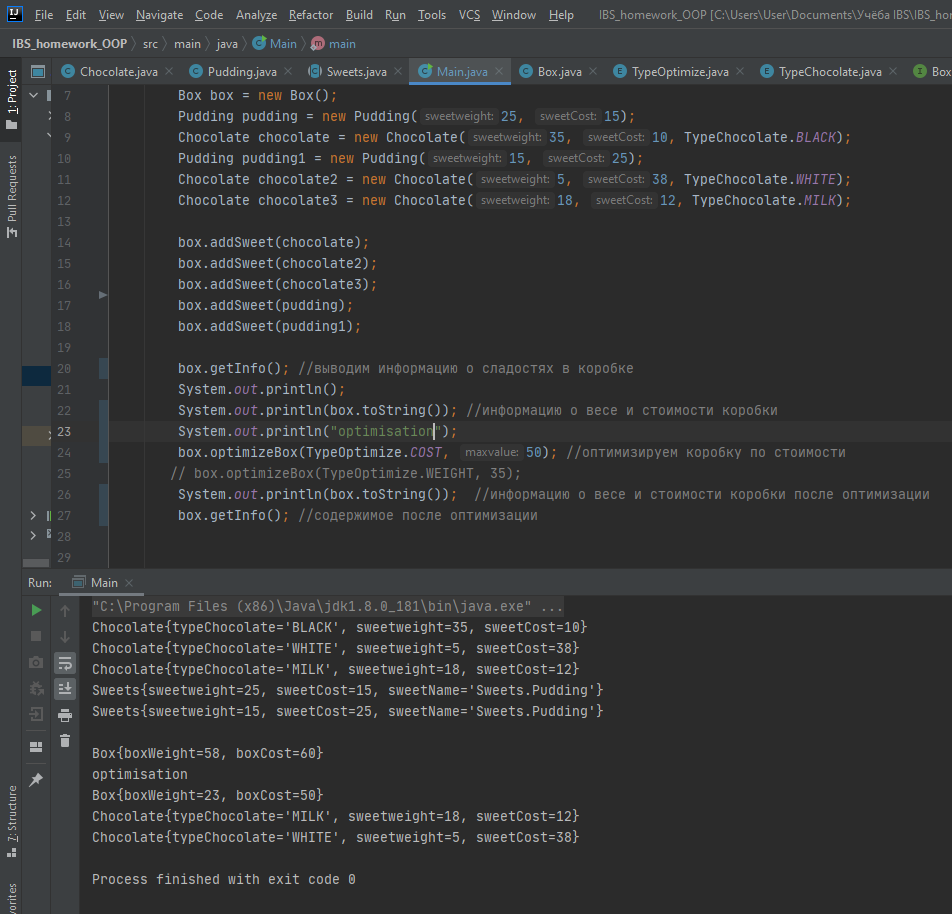 File Edit View Navigate Code Analyze Refactor Build Run Tools VCS Window Help IBS_homework_OOP [C:\Users\User\Documents\Учёба IBS\IBS_hom
IBS_homework_OOP src main java Main main
Chocolate.java Pudding.java Sweets.java Main.java Box.java TypeOptimize.java TypeChocolate.java Box
1: Project
Pull Requests
7 Box box = new Box();
8 Pudding pudding = new Pudding( sweetweight: 25, sweetCost: 15);
9 Chocolate chocolate = new Chocolate( sweetweight: 35, sweetCost: 10, TypeChocolate.BLACK);
10 Pudding pudding1 = new Pudding( sweetweight: 15, sweetCost: 25);
11 Chocolate chocolate2 = new Chocolate( sweetweight: 5, sweetCost: 38, TypeChocolate.WHITE);
12 Chocolate chocolate3 = new Chocolate( sweetweight: 18, sweetCost: 12, TypeChocolate.MILK);
13
14 box.addSweet(chocolate);
15 box.addSweet(chocolate2);
16 box.addSweet(chocolate3);
17 box.addSweet(pudding);
18 box.addSweet(pudding1);
19
20 box.getInfo(); //выводим информацию о сладостях в коробке
21 System.out.println();
22 System.out.println(box.toString()); //информацию о весе и стоимости коробки
23 System.out.println("optimisation");
24 box.optimizeBox(TypeOptimize.COST, maxvalue: 50); //оптимизируем коробку по стоимости
25 // box.optimizeBox(TypeOptimize.WEIGHT, 35);
26 System.out.println(box.toString()); //информацию о весе и стоимости коробки после оптимизации
27 box.getInfo(); //содержимое после оптимизации
28
29
Run: Main
"C:\Program Files (x86)\Java\jdk1.8.0_181\bin\java.exe" ...
Chocolate{typeChocolate='BLACK', sweetweight=35, sweetCost=10}
Chocolate{typeChocolate='WHITE', sweetweight=5, sweetCost=38}
Chocolate{typeChocolate='MILK', sweetweight=18, sweetCost=12}
Sweets{sweetweight=25, sweetCost=15, sweetName='Sweets.Pudding'}
Sweets{sweetweight=15, sweetCost=25, sweetName='Sweets.Pudding'}
Box{boxWeight=58, boxCost=60}
optimisation
Box{boxWeight=23, boxCost=50}
Chocolate{typeChocolate='MILK', sweetweight=18, sweetCost=12}
Chocolate{typeChocolate='WHITE', sweetweight=5, sweetCost=38}
Process finished with exit code 0
7: Structure
vorites